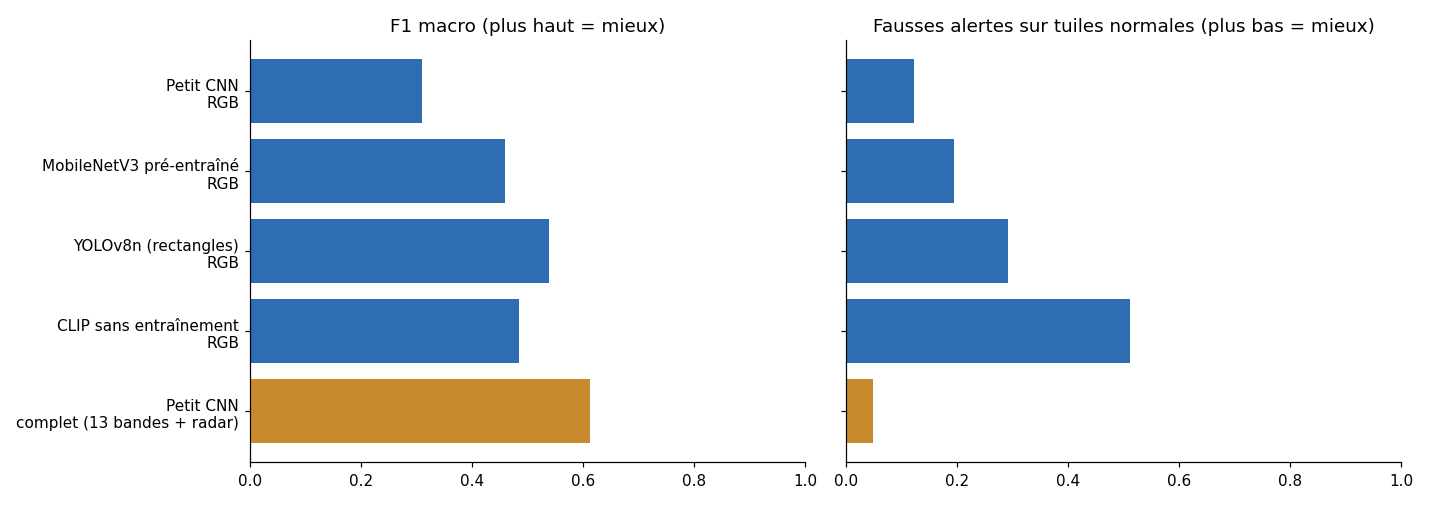 F1 macro (plus haut = mieux)
Petit CNN
RGB
MobileNetV3 pré-entraîné
RGB
YOLOv8n (rectangles)
RGB
CLIP sans entraînement
RGB
Petit CNN
complet (13 bandes + radar)
0.0 0.2 0.4 0.6 0.8 1.0
Fausses alertes sur tuiles normales (plus bas = mieux)
0.0 0.2 0.4 0.6 0.8 1.0